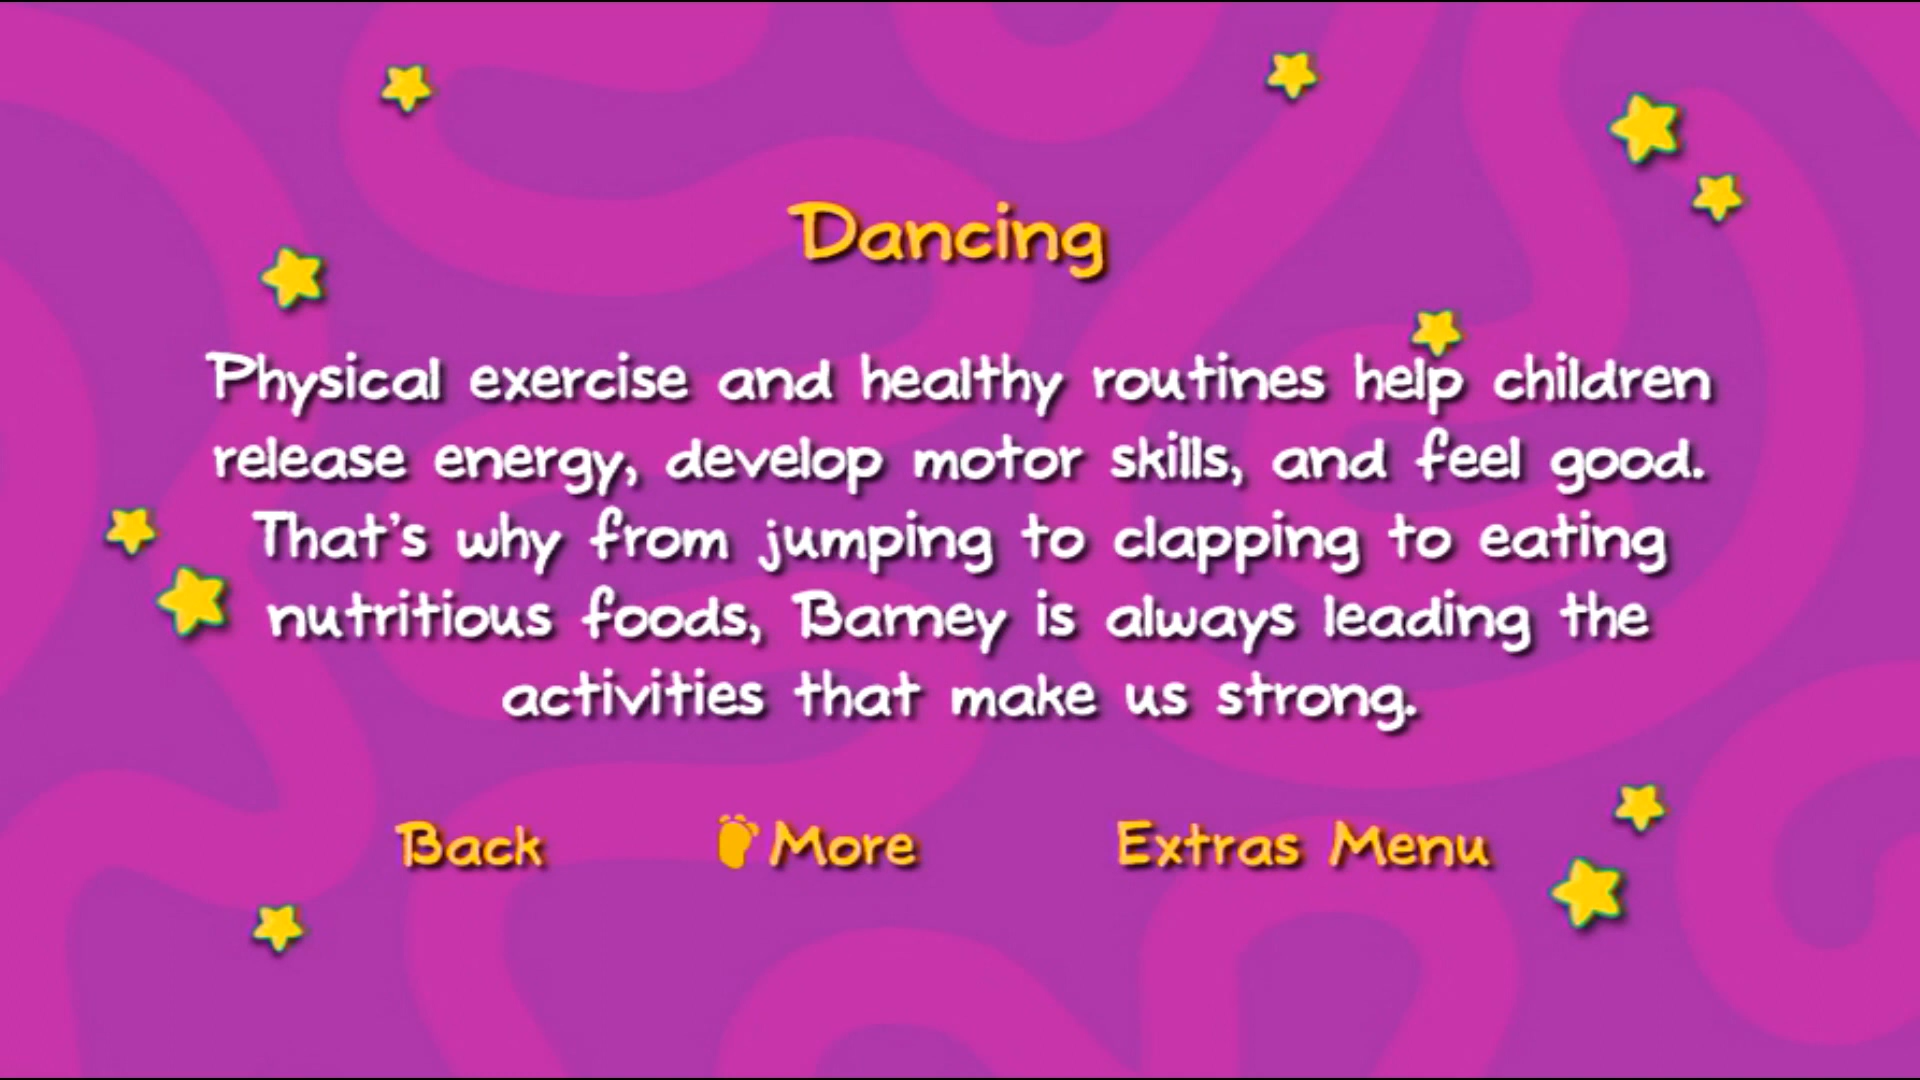 Dancing
Physical exercise and healthy routines help children
release energy, develop motor skills, and feel good.
That's why from jumping to clapping to eating
nutritious foods, Barney is always leading the
activities that make us strong.
Back More Extras Menu